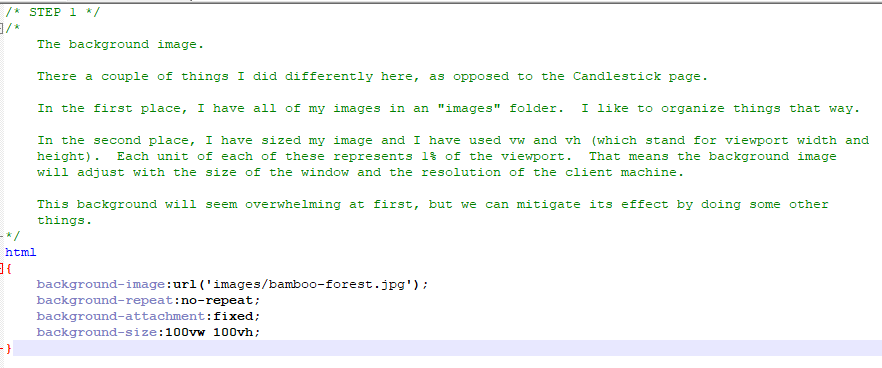 /* STEP 1 */
/*
The background image.
There a couple of things I did differently here, as opposed to the Candlestick page.
In the first place, I have all of my images in an "images" folder.  I like to organize things that way.
In the second place, I have sized my image and I have used vw and vh (which stand for viewport width and
height).  Each unit of each of these represents 1% of the viewport.  That means the background image
will adjust with the size of the window and the resolution of the client machine.
This background will seem overwhelming at first, but we can mitigate its effect by doing some other
things.
*/
html
{
background-image:url('images/bamboo-forest.jpg');
background-repeat:no-repeat;
background-attachment:fixed;
background-size:100vw 100vh;
}